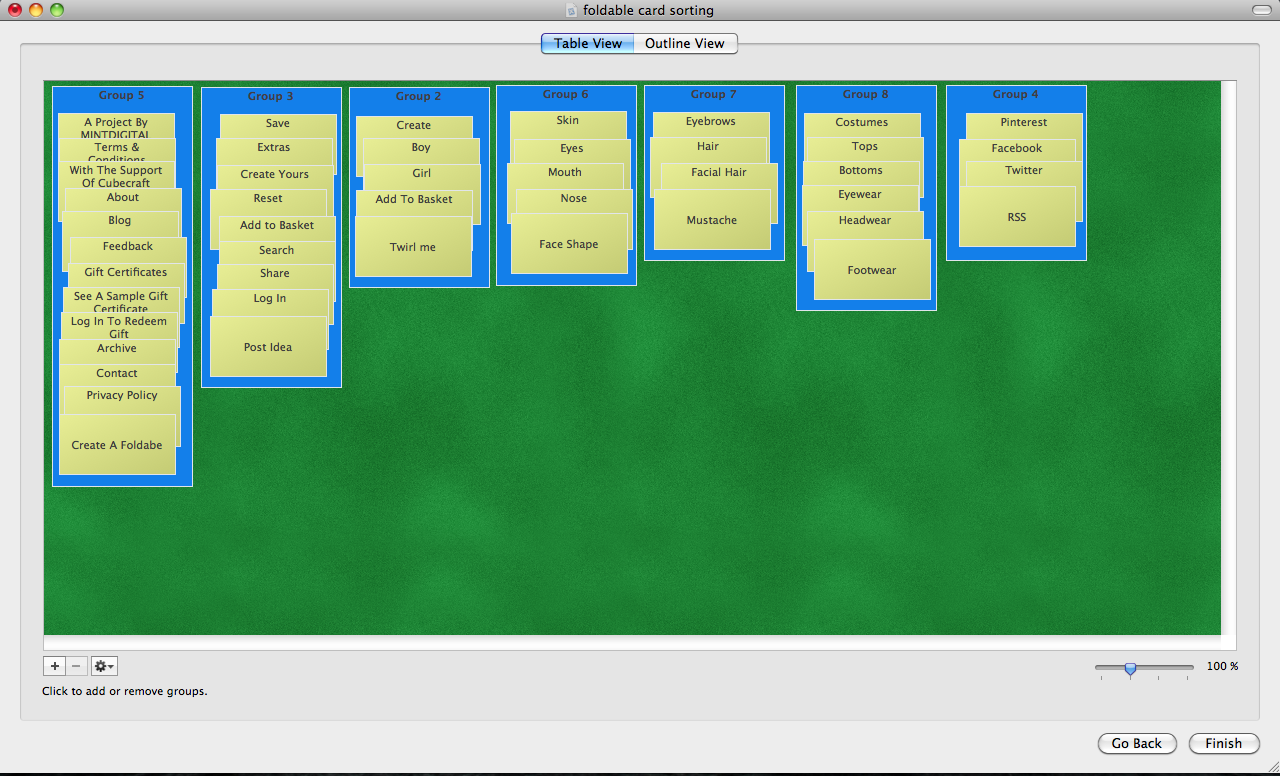 foldable card sorting
Table View
Outline View
Group 5
A Project By
MINTDIGITAL
Terms &
Conditions
With The Support
Of Cubecraft
About
Blog
Feedback
Gift Certificates
See A Sample Gift
Certificate
Log In To Redeem
Gift
Archive
Contact
Privacy Policy
Create A Foldabe
Group 3
Save
Extras
Create Yours
Reset
Add to Basket
Search
Share
Log In
Post Idea
Group 2
Create
Boy
Girl
Add To Basket
Twirl me
Group 6
Skin
Eyes
Mouth
Nose
Face Shape
Group 7
Eyebrows
Hair
Facial Hair
Mustache
Group 8
Costumes
Tops
Bottoms
Eyewear
Headwear
Footwear
Group 4
Pinterest
Facebook
Twitter
RSS
100 %
Click to add or remove groups.
Go Back
Finish